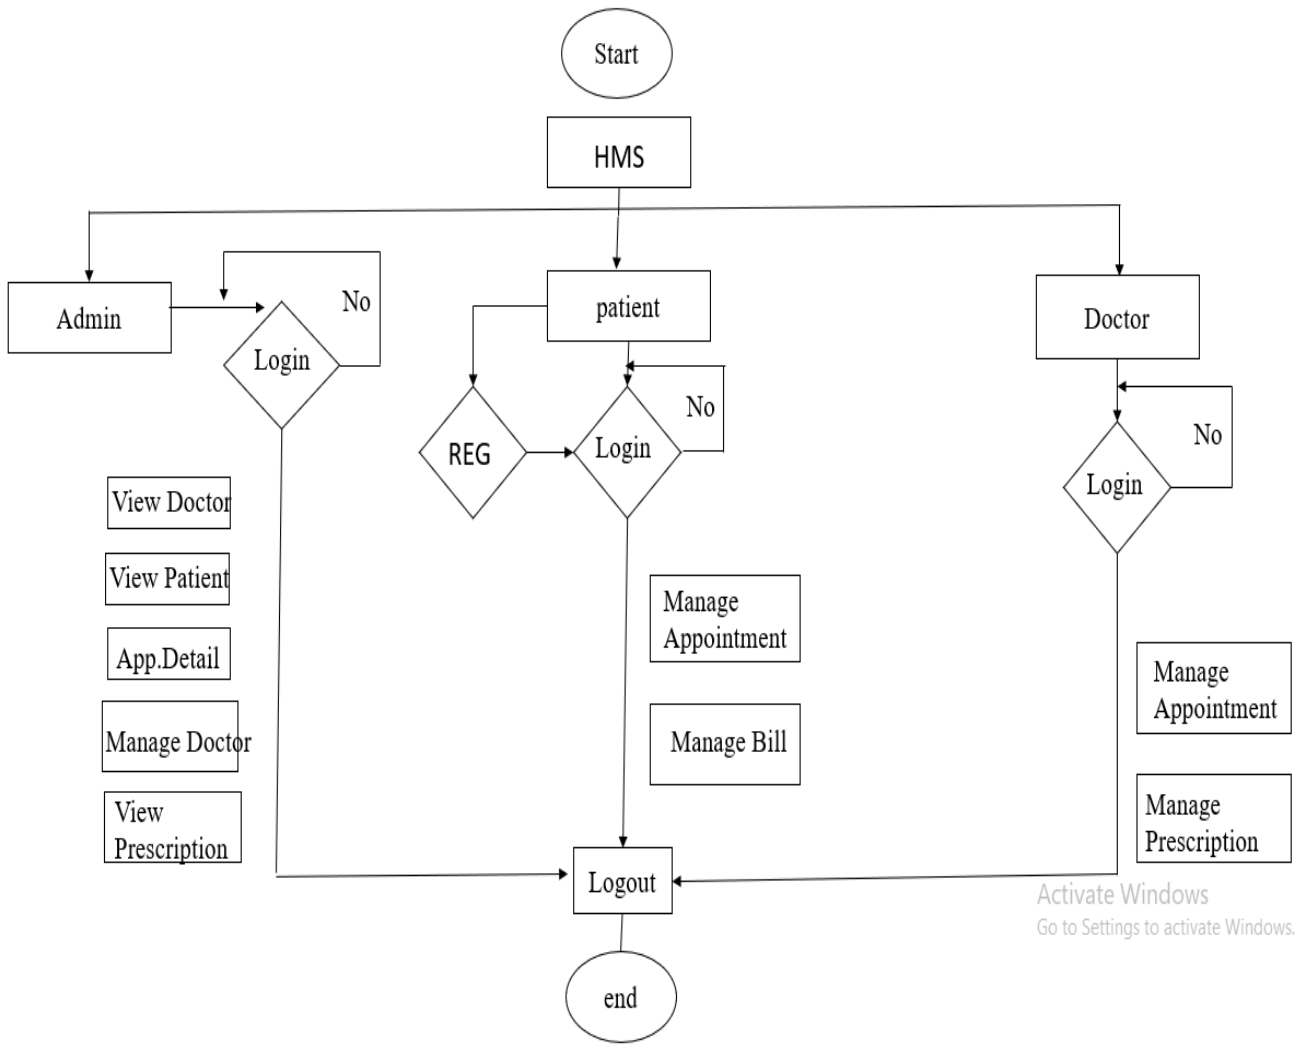 Start
HMS
Admin
No
Login
patient
REG
Login
No
Doctor
No
Login
View Doctor
View Patient
App.Detail
Manage Doctor
View
Prescription
Manage
Appointment
Manage Bill
Manage
Appointment
Manage
Prescription
Logout
end
Activate Windows
Go to Settings to activate Windows.